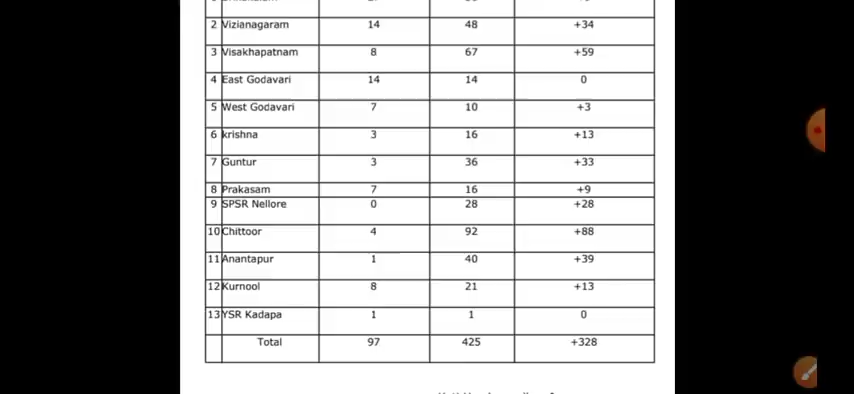 2 Vizianagaram 14 48 +34
3 Visakhapatnam 8 67 +59
4 East Godavari 14 14 0
5 West Godavari 7 10 +3
6 krishna 3 16 +13
7 Guntur 3 36 +33
8 Prakasam 7 16 +9
9 SPSR Nellore 0 28 +28
10 Chittoor 4 92 +88
11 Anantapur 1 40 +39
12 Kurnool 8 21 +13
13 YSR Kadapa 1 1 0
Total 97 425 +328